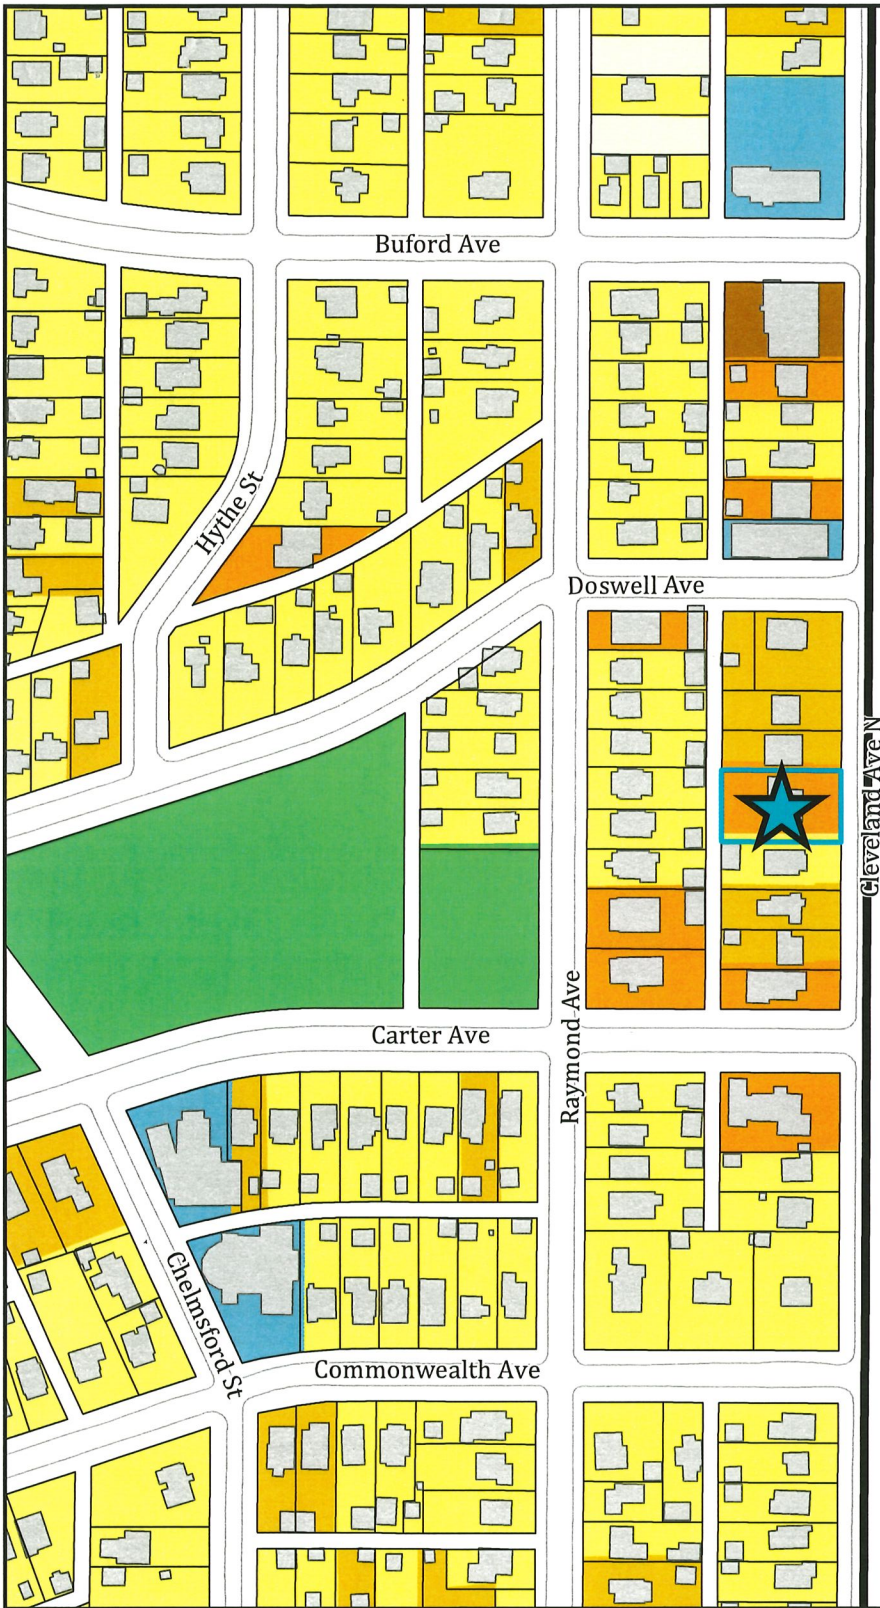 Buford Ave
Hythe St
Doswell Ave
Cleveland Ave N
Raymond Ave
Carter Ave
Chelmsford St
Commonwealth Ave